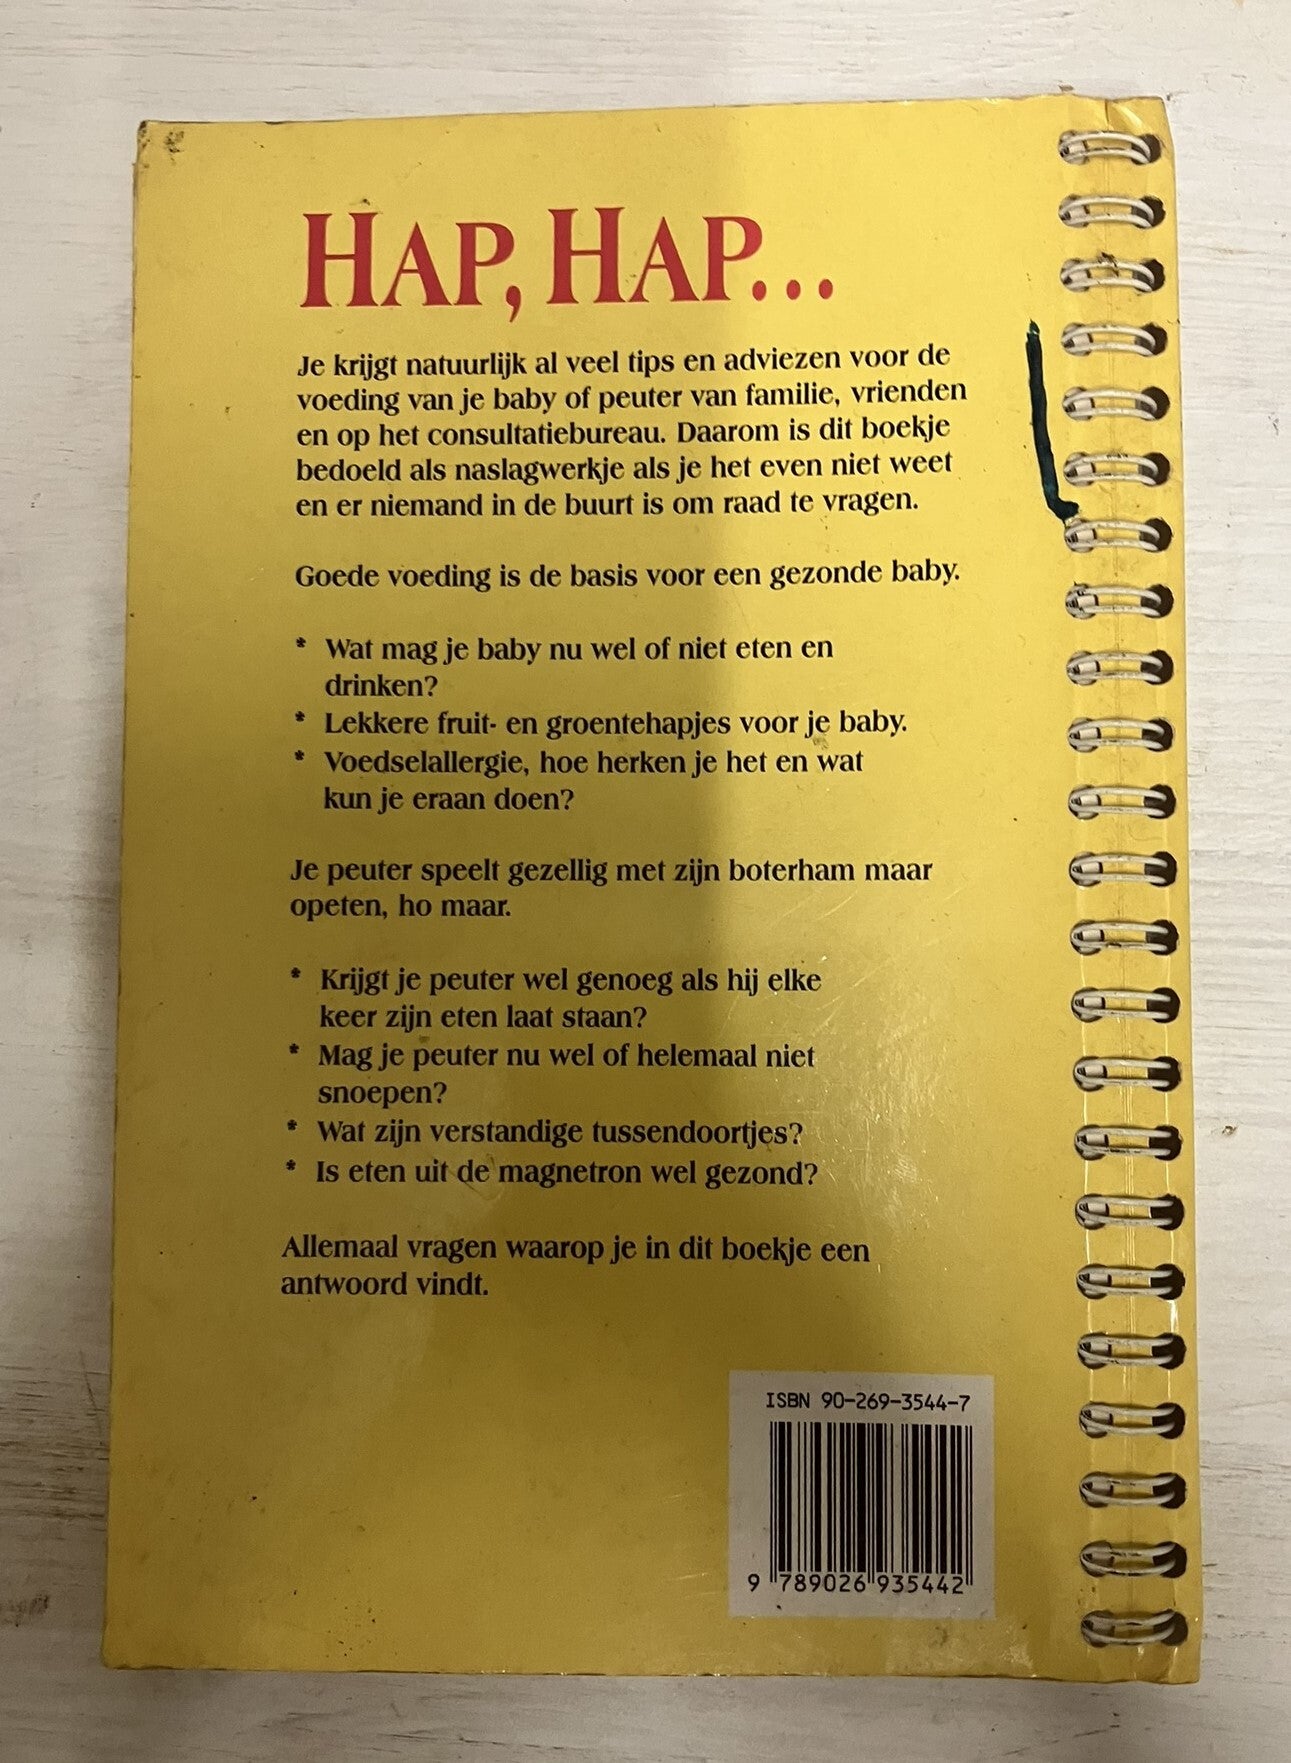 HAP, HAP...
Je krijgt natuurlijk al veel tips en adviezen voor de
voeding van je baby of peuter van familie, vrienden
en op het consultatiebureau. Daarom is dit boekje
bedoeld als naslagwerkje als je het even niet weet
en er niemand in de buurt is om raad te vragen.
Goede voeding is de basis voor een gezonde baby.
* Wat mag je baby nu wel of niet eten en
drinken?
* Lekkere fruit- en groentehapjes voor je baby.
* Voedselallergie, hoe herken je het en wat
kun je eraan doen?
Je peuter speelt gezellig met zijn boterham maar
opeten, ho maar.
* Krijgt je peuter wel genoeg als hij elke
keer zijn eten laat staan?
* Mag je peuter nu wel of helemaal niet
snoepen?
* Wat zijn verstandige tussendoortjes?
* Is eten uit de magnetron wel gezond?
Allemaal vragen waarop je in dit boekje een
antwoord vindt.
ISBN 90-269-3544-7
9 789026 935442